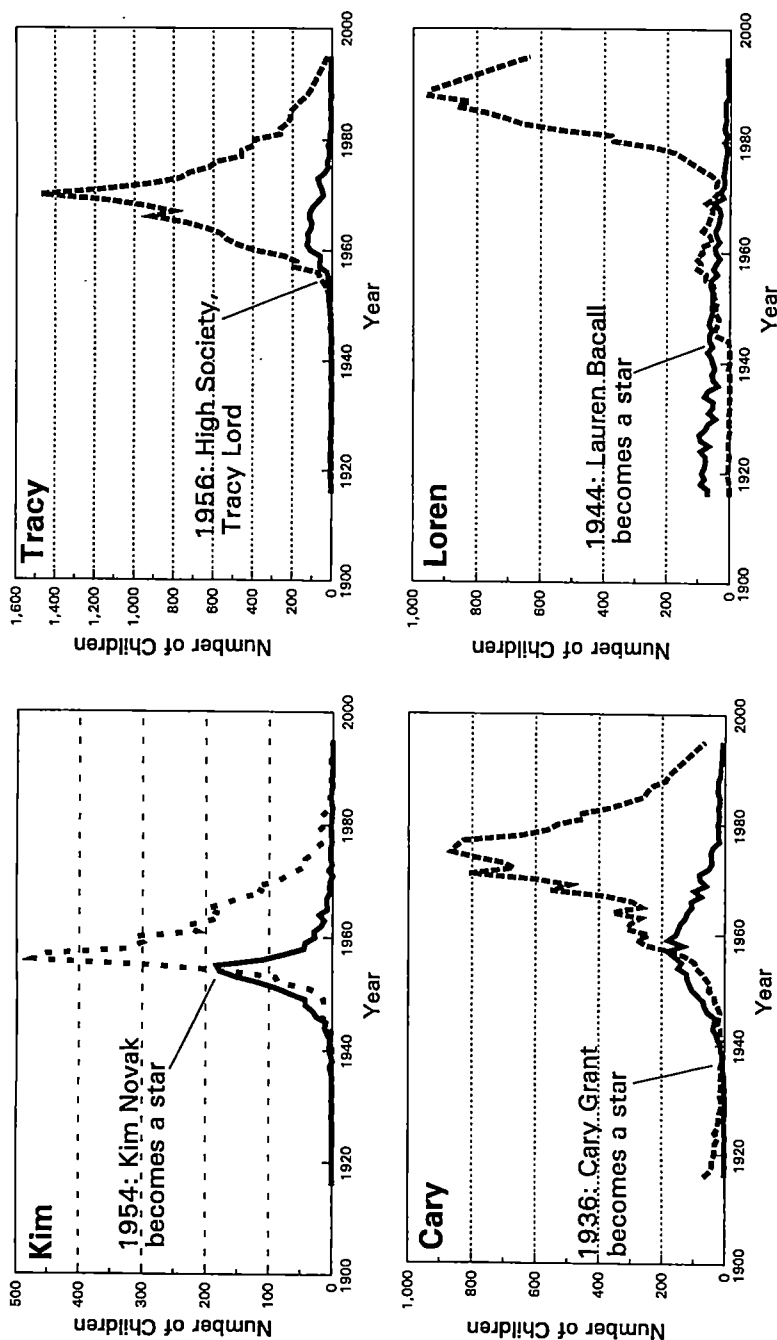 Kim
Number of Children
500
400
300
200
100
0
1954: Kim Novak
becomes a star
1900
1920
1940
1960
1980
2000
Year
Tracy
Number of Children
1,600
1,400
1,200
1,000
800
600
400
200
0
1956: High Society,
Tracy Lord
1900
1920
1940
1960
1980
2000
Year
Cary
Number of Children
1,000
800
600
400
200
0
1936: Cary Grant
becomes a star
1900
1920
1940
1960
1980
2000
Year
Loren
Number of Children
1,000
800
600
400
200
0
1944: Lauren Bacall
becomes a star
1900
1920
1940
1960
1980
2000
Year